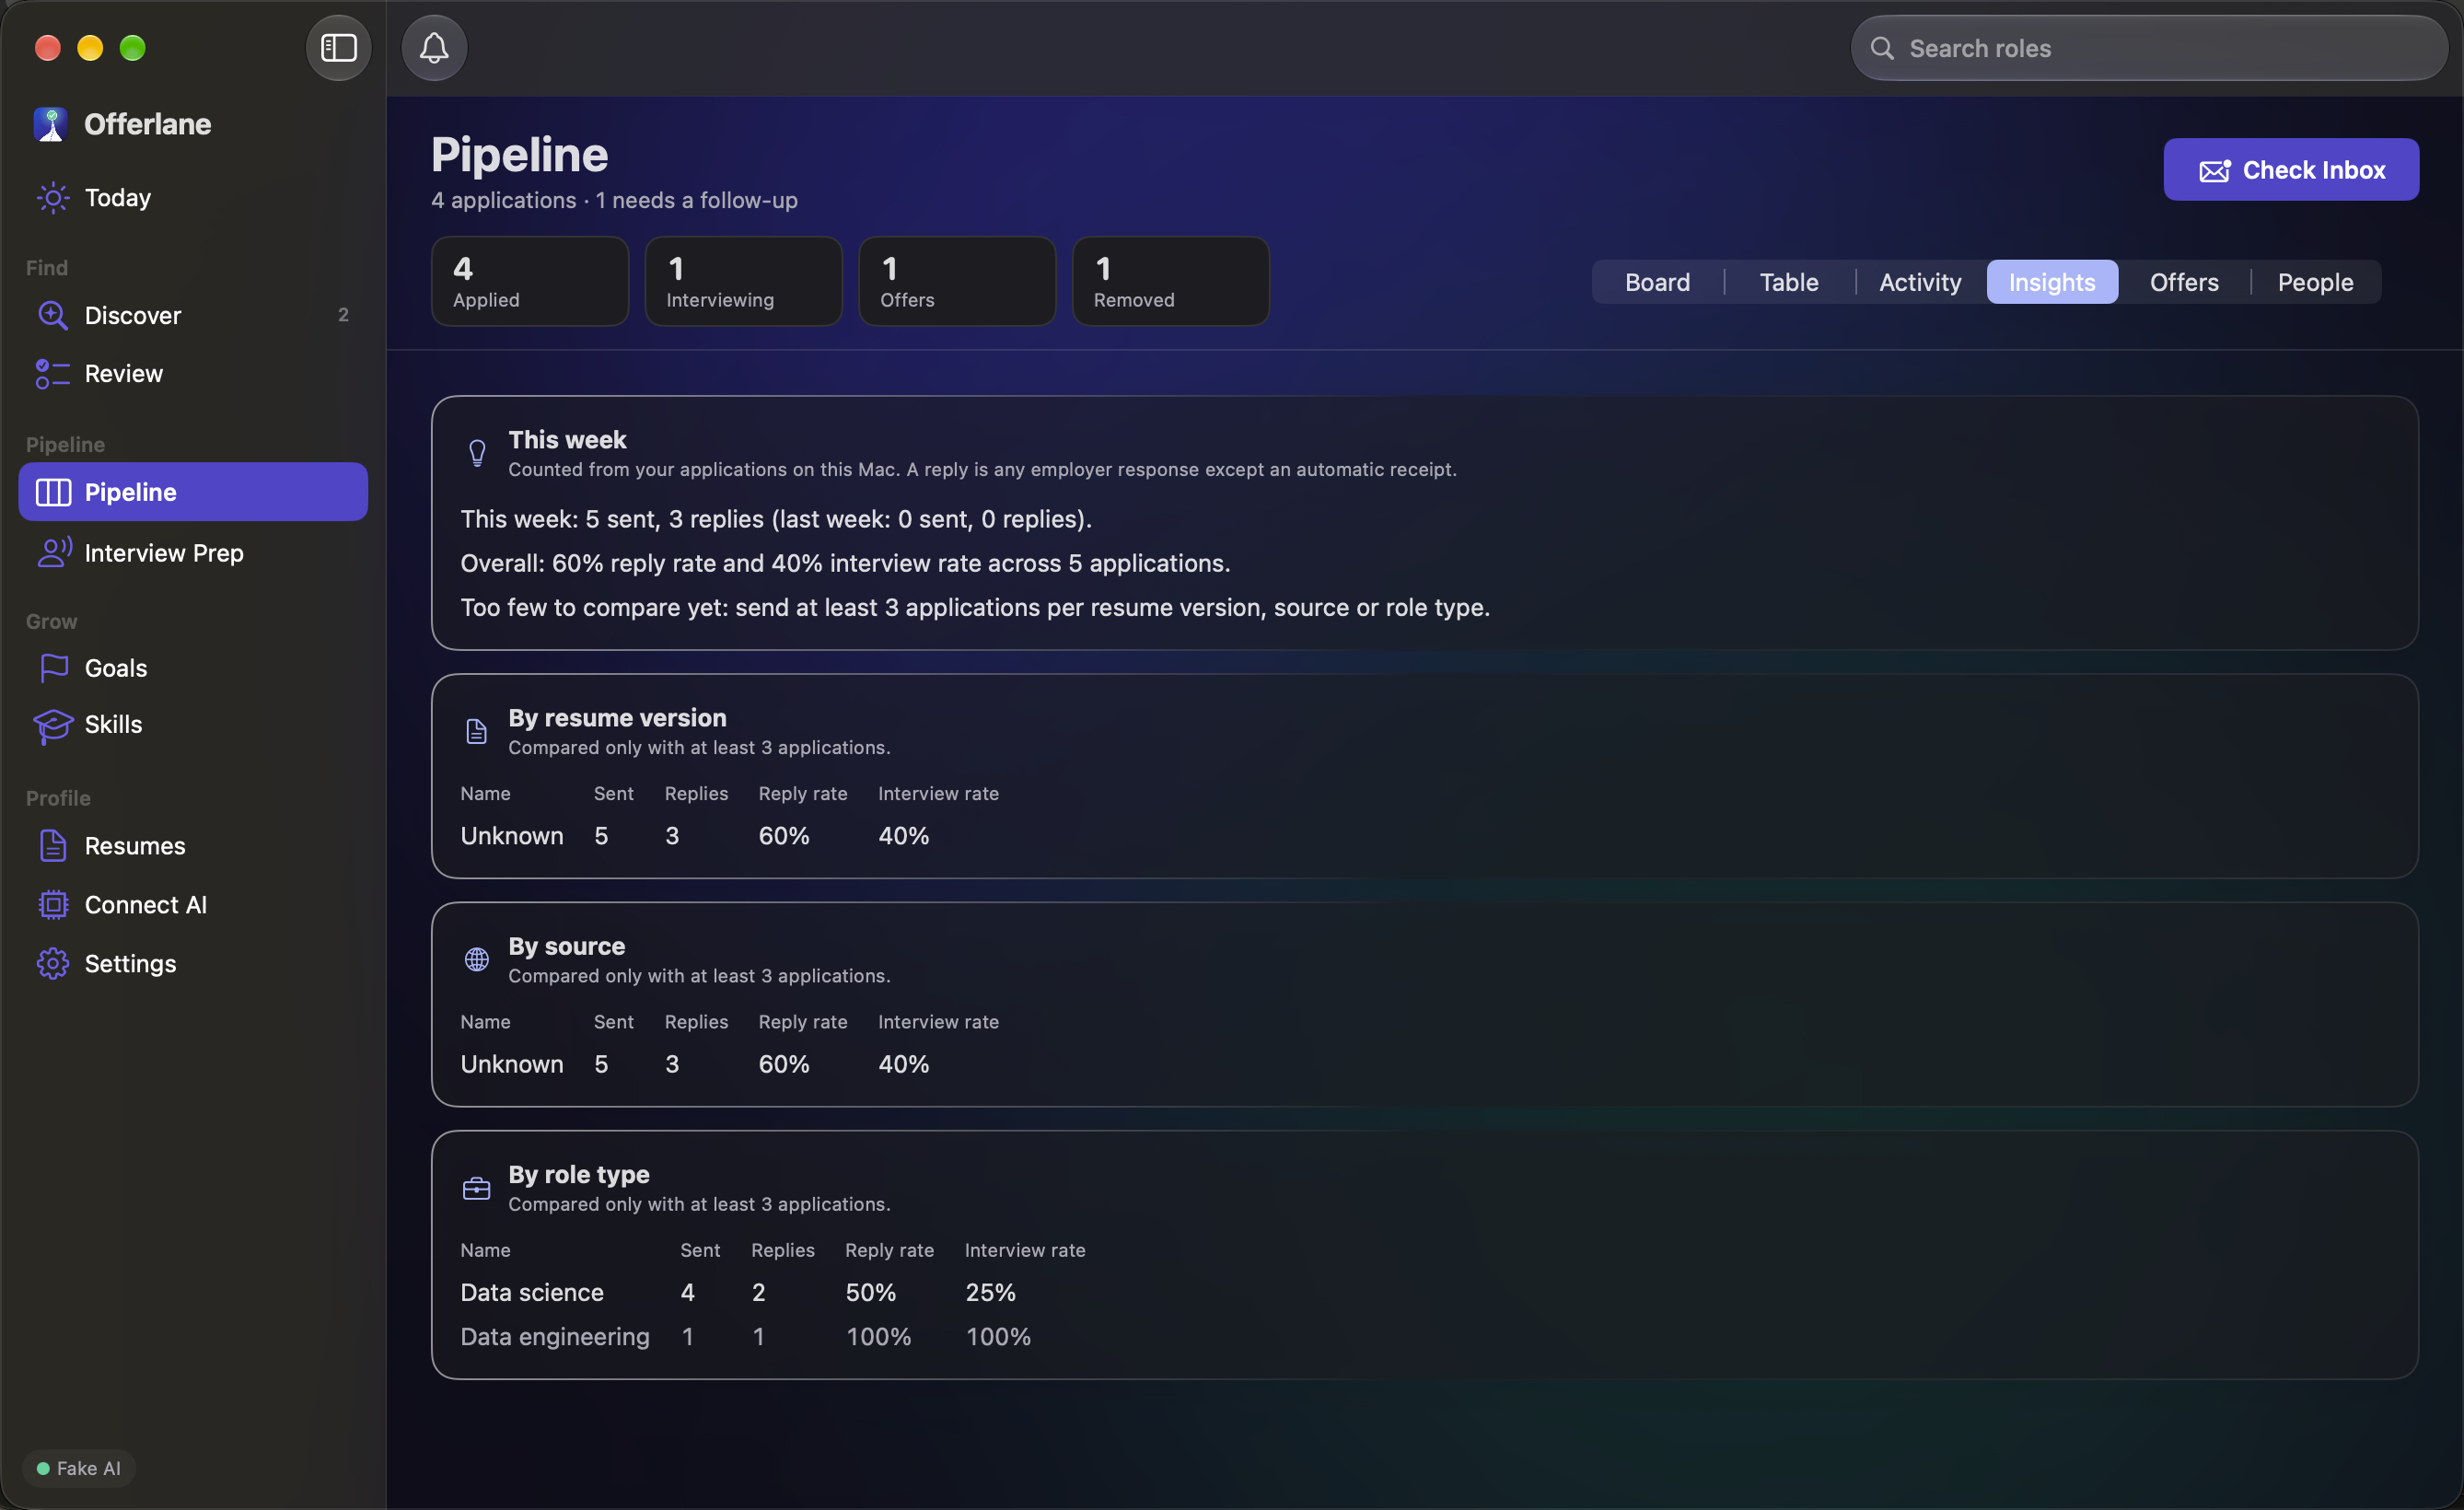 Search roles
Offerlane
Today
Find
Discover 2
Review
Pipeline
Pipeline
Interview Prep
Grow
Goals
Skills
Profile
Resumes
Connect AI
Settings
Fake AI
Pipeline
4 applications · 1 needs a follow-up
Check Inbox
4
Applied
1
Interviewing
1
Offers
1
Removed
Board Table Activity Insights Offers People
This week
Counted from your applications on this Mac. A reply is any employer response except an automatic receipt.
This week: 5 sent, 3 replies (last week: 0 sent, 0 replies).
Overall: 60% reply rate and 40% interview rate across 5 applications.
Too few to compare yet: send at least 3 applications per resume version, source or role type.
By resume version
Compared only with at least 3 applications.
Name Sent Replies Reply rate Interview rate
Unknown 5 3 60% 40%
By source
Compared only with at least 3 applications.
Name Sent Replies Reply rate Interview rate
Unknown 5 3 60% 40%
By role type
Compared only with at least 3 applications.
Name Sent Replies Reply rate Interview rate
Data science 4 2 50% 25%
Data engineering 1 1 100% 100%